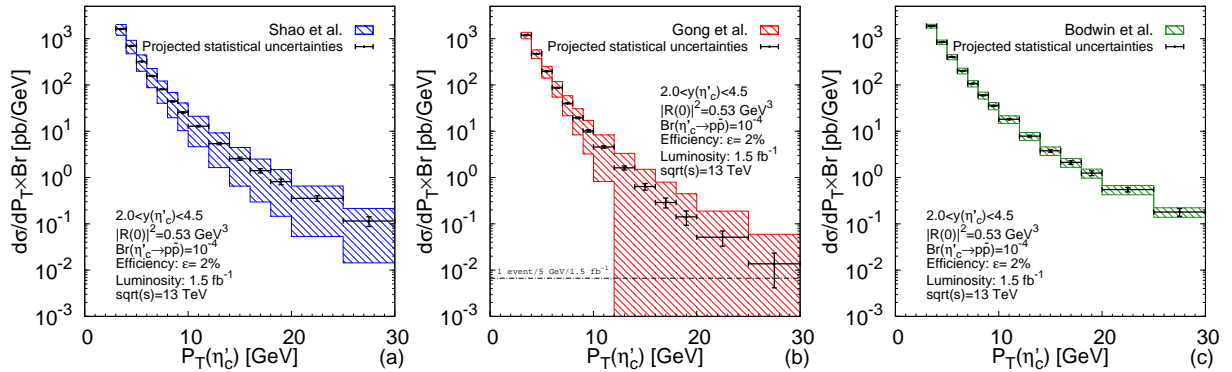 Shao et al.
Projected statistical uncertainties
dσ/dP_T×Br [pb/GeV]
10^3
10^2
10^1
10^0
10^-1
10^-2
10^-3
2.0<y(η'_c)<4.5
|R(0)|^2=0.53 GeV^3
Br(η'_c→pp̄)=10^-4
Efficiency: ε= 2%
Luminosity: 1.5 fb^-1
sqrt(s)=13 TeV
0 5 10 15 20 25 30
P_T(η'_c) [GeV]
(a)
Gong et al.
Projected statistical uncertainties
dσ/dP_T×Br [pb/GeV]
10^3
10^2
10^1
10^0
10^-1
10^-2
10^-3
2.0<y(η'_c)<4.5
|R(0)|^2=0.53 GeV^3
Br(η'_c→pp̄)=10^-4
Efficiency: ε= 2%
Luminosity: 1.5 fb^-1
sqrt(s)=13 TeV
1 event/5 GeV/1.5 fb^-1
0 5 10 15 20 25 30
P_T(η'_c) [GeV]
(b)
Bodwin et al.
Projected statistical uncertainties
dσ/dP_T×Br [pb/GeV]
10^3
10^2
10^1
10^0
10^-1
10^-2
10^-3
2.0<y(η'_c)<4.5
|R(0)|^2=0.53 GeV^3
Br(η'_c→pp̄)=10^-4
Efficiency: ε= 2%
Luminosity: 1.5 fb^-1
sqrt(s)=13 TeV
0 5 10 15 20 25 30
P_T(η'_c) [GeV]
(c)